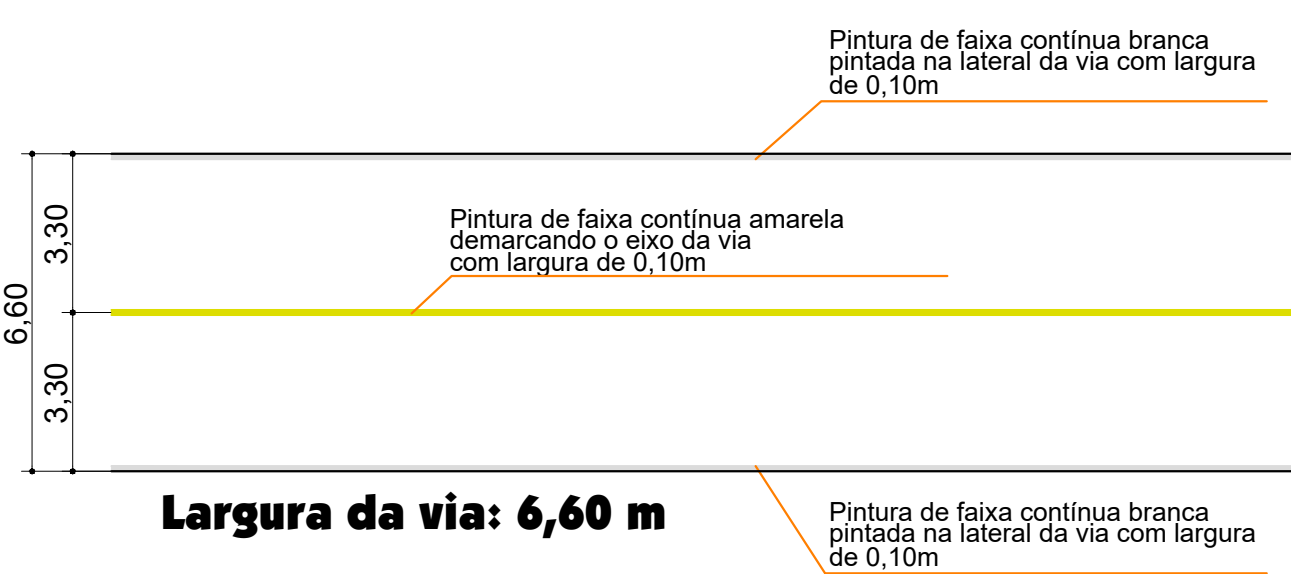 Pintura de faixa contínua branca
pintada na lateral da via com largura
de 0,10m
3,30
Pintura de faixa contínua amarela
demarcando o eixo da via
com largura de 0,10m
6,60
3,30
Largura da via: 6,60 m
Pintura de faixa contínua branca
pintada na lateral da via com largura
de 0,10m